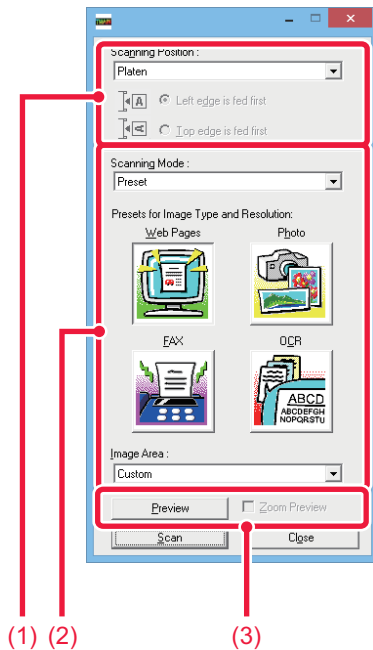 TWAIN
Scanning Position :
Platen
A Left edge is fed first
A Top edge is fed first
Scanning Mode :
Preset
Presets for Image Type and Resolution:
Web Pages Photo
FAX OCR
ABCD
ABCDEFGH
NOPQRSTU
Image Area :
Custom
Preview Zoom Preview
Scan Close
(1) (2) (3)